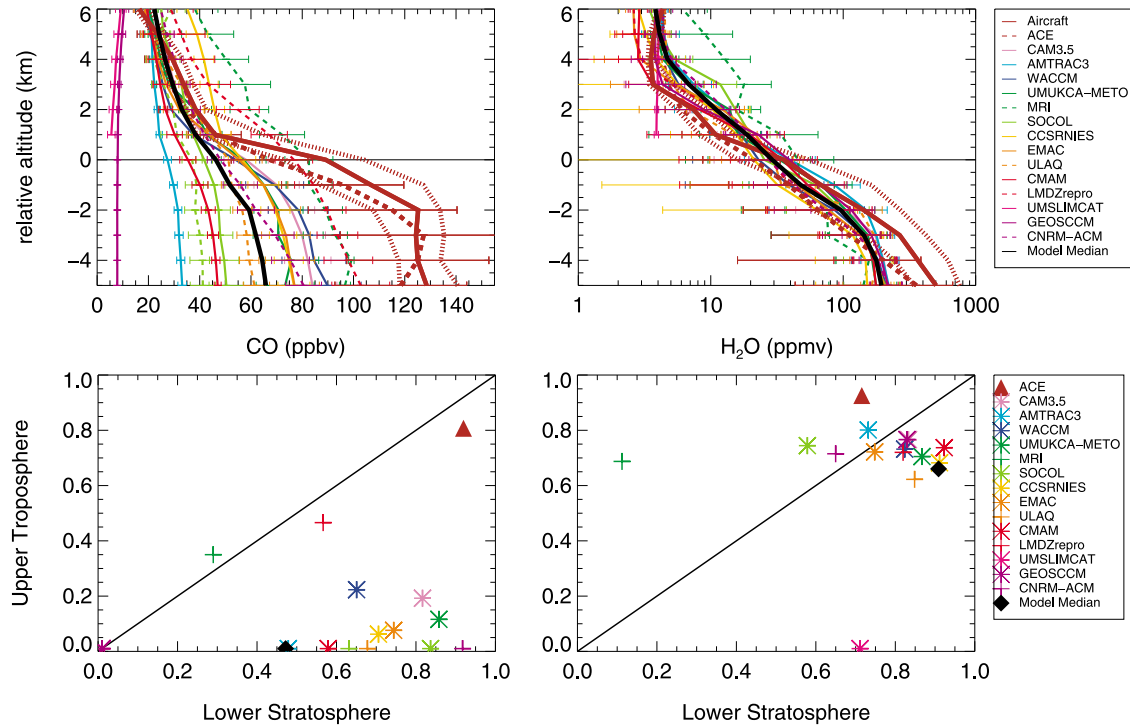 6
4
2
0
−2
−4
relative altitude (km)
0 20 40 60 80 100 120 140
CO (ppbv)
6
4
2
0
−2
−4
1 10 100 1000
H2O (ppmv)
Aircraft
ACE
CAM3.5
AMTRAC3
WACCM
UMUKCA−METO
MRI
SOCOL
CCSRNIES
EMAC
ULAQ
CMAM
LMDZrepro
UMSLIMCAT
GEOSCCM
CNRM−ACM
Model Median
1.0
0.8
0.6
0.4
0.2
0.0
Upper Troposphere
0.0 0.2 0.4 0.6 0.8 1.0
Lower Stratosphere
1.0
0.8
0.6
0.4
0.2
0.0
0.0 0.2 0.4 0.6 0.8 1.0
Lower Stratosphere
ACE
CAM3.5
AMTRAC3
WACCM
UMUKCA−METO
MRI
SOCOL
CCSRNIES
EMAC
ULAQ
CMAM
LMDZrepro
UMSLIMCAT
GEOSCCM
CNRM−ACM
Model Median